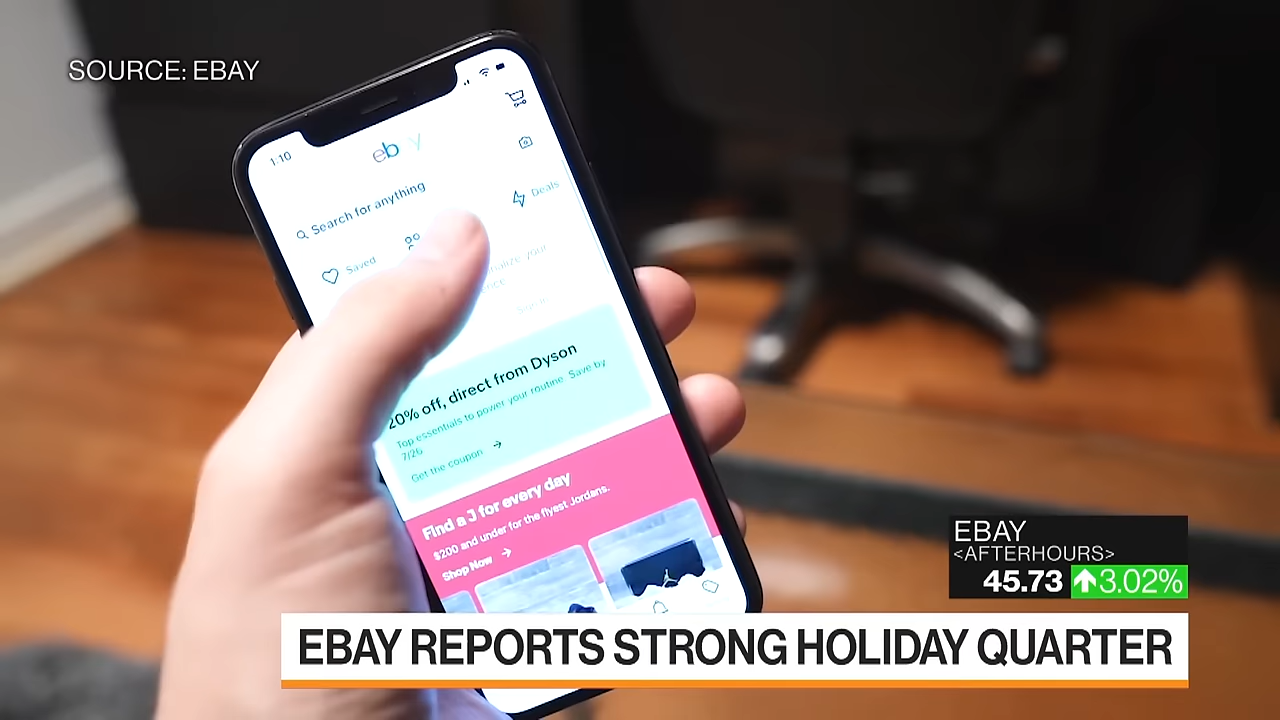 SOURCE: EBAY
1:10
eb y
Search for anything
Deals
Saved
20% off, direct from Dyson
Top essentials to power your routine. Save by
7/26
Get the coupon →
Find a J for every day
$200 and under for the flyest Jordans.
Shop Now →
EBAY
<AFTERHOURS>
45.73 3.02%
EBAY REPORTS STRONG HOLIDAY QUARTER